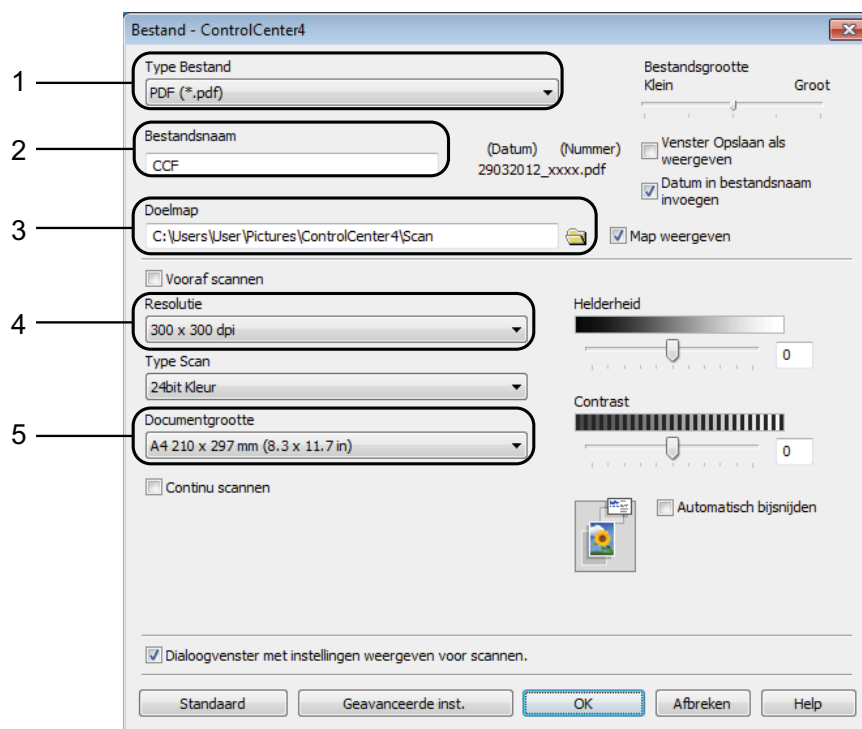 Bestand - ControlCenter4
1
Type Bestand
PDF (*.pdf)
Bestandsgrootte
Klein Groot
2
Bestandsnaam
CCF
(Datum) (Nummer)
29032012_xxxx.pdf
Venster Opslaan als
weergeven
Datum in bestandsnaam
invoegen
3
Doelmap
C:\Users\User\Pictures\ControlCenter4\Scan
Map weergeven
Vooraf scannen
4
Resolutie
300 x 300 dpi
Helderheid
0
Type Scan
24bit Kleur
Contrast
0
5
Documentgrootte
A4 210 x 297 mm (8.3 x 11.7 in)
Continu scannen
Automatisch bijsnijden
Dialoogvenster met instellingen weergeven voor scannen.
Standaard Geavanceerde inst. OK Afbreken Help